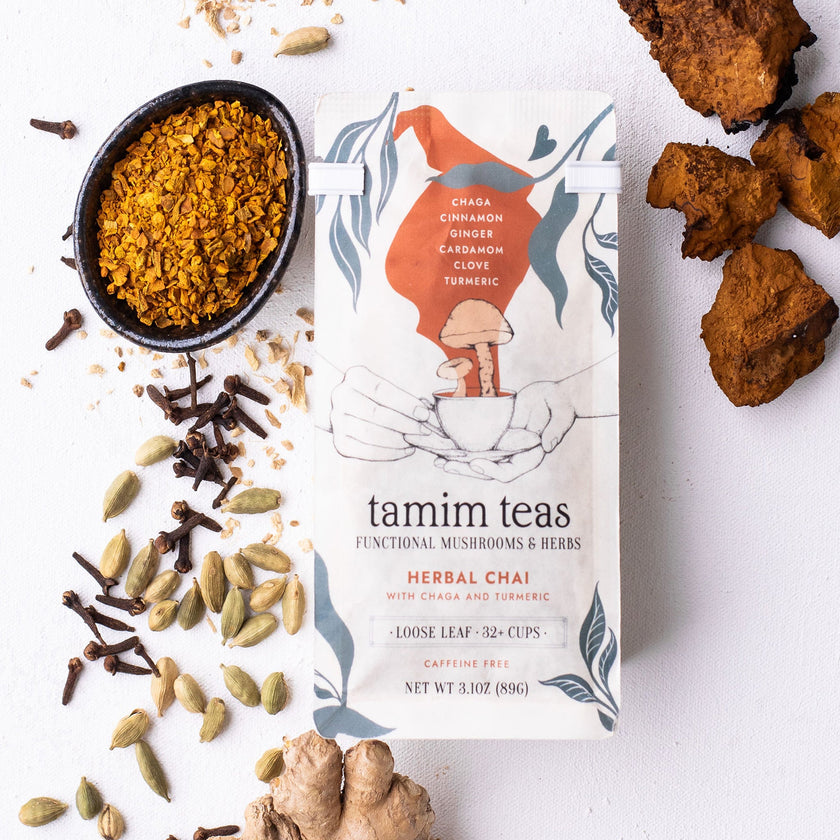 CHAGA
CINNAMON
GINGER
CARDAMOM
CLOVE
TURMERIC
tamim teas
FUNCTIONAL MUSHROOMS & HERBS
HERBAL CHAI
WITH CHAGA AND TURMERIC
· LOOSE LEAF · 32+ CUPS ·
CAFFEINE FREE
NET WT 3.1OZ (89G)